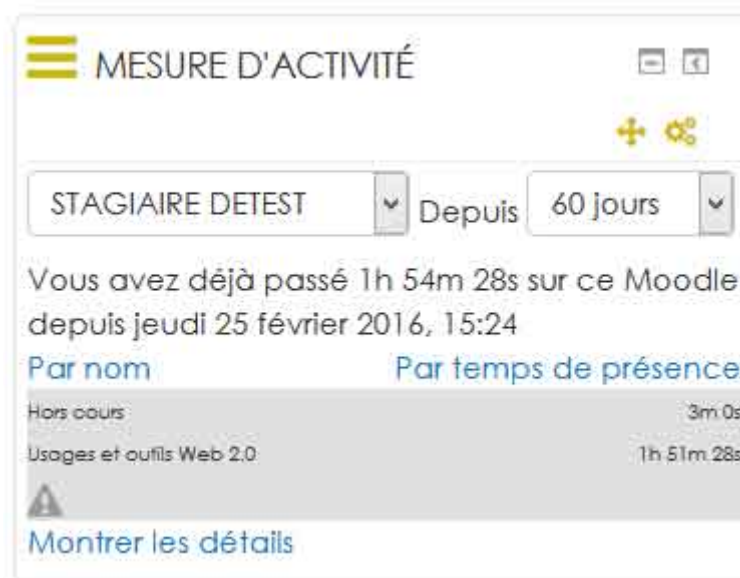 MESURE D'ACTIVITÉ
STAGIAIRE DETEST Depuis 60 jours
Vous avez déjà passé 1h 54m 28s sur ce Moodle
depuis jeudi 25 février 2016, 15:24
Par nom Par temps de présence
Hors cours 3m 0s
Usages et outils Web 2.0 1h 51m 28s
Montrer les détails